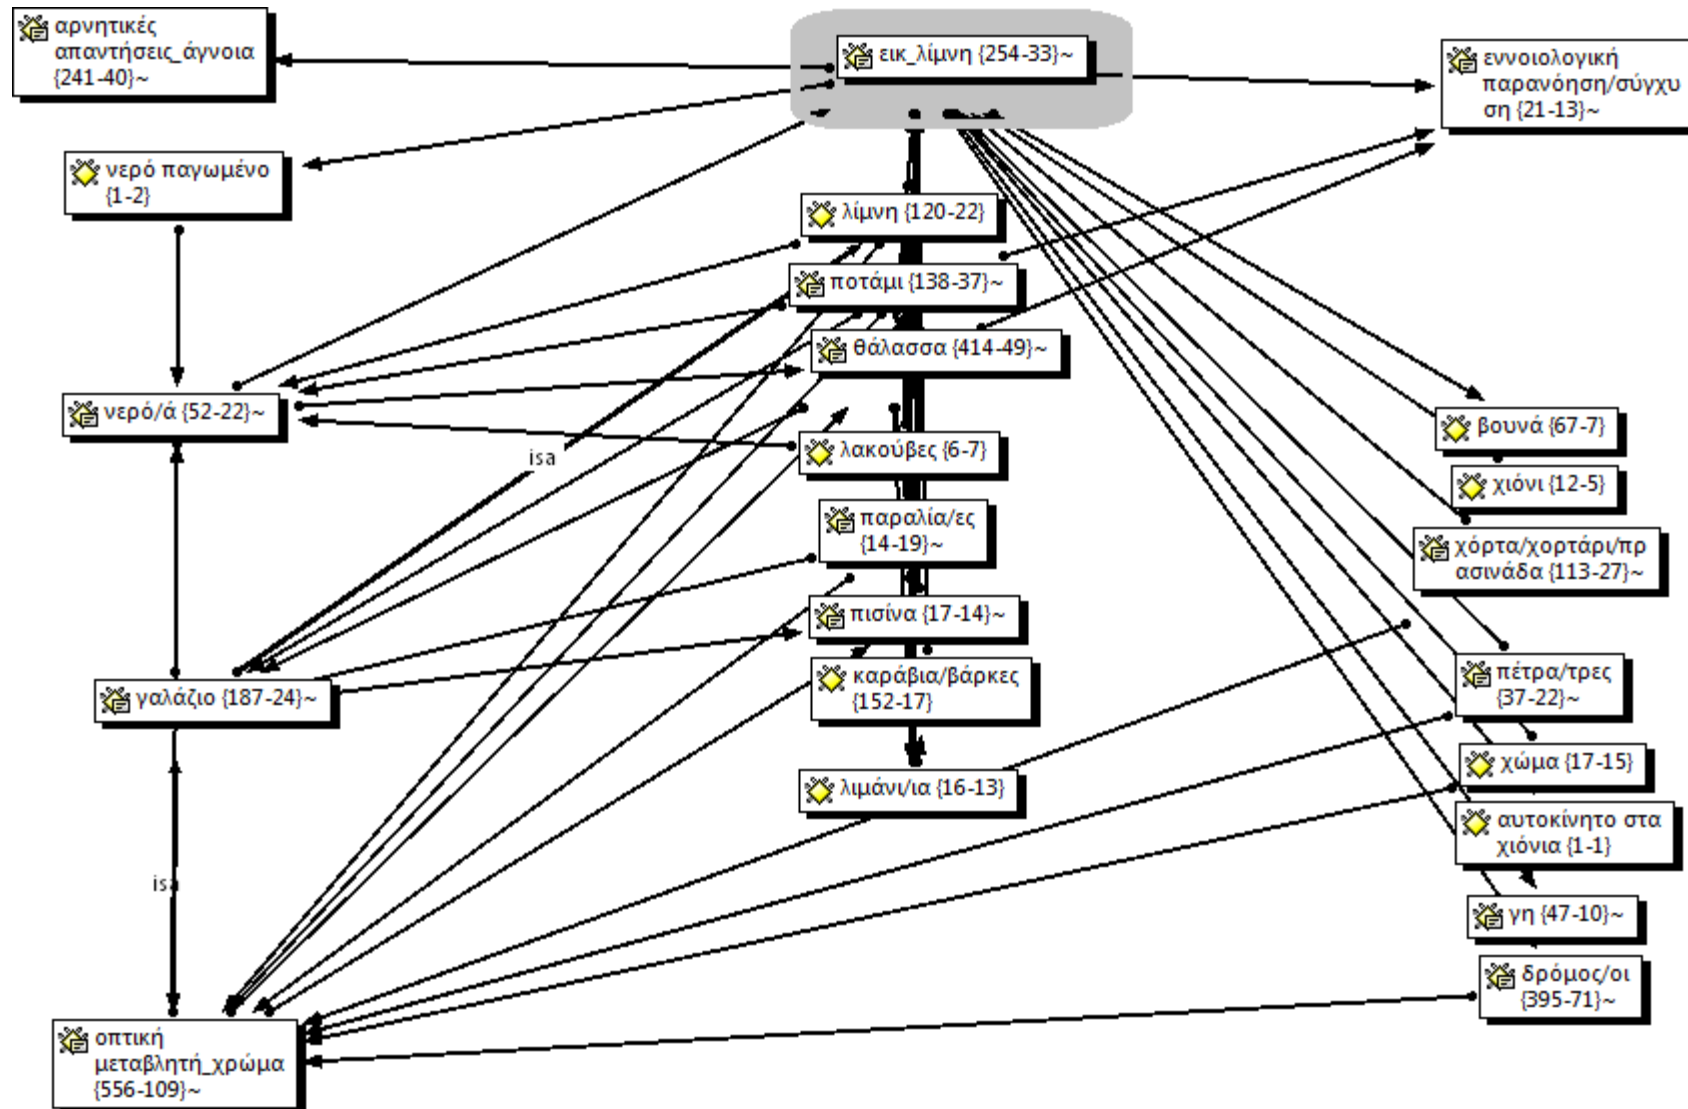 αρνητικές
απαντήσεις_άγνοια
{241-40}~
εικ_λίμνη {254-33}~
εννοιολογική
παρανόηση/σύγχυ
ση {21-13}~
νερό παγωμένο
{1-2}
λίμνη {120-22}
ποτάμι {138-37}~
θάλασσα {414-49}~
νερό/ά {52-22}~
λακούβες {6-7}
isa
βουνά {67-7}
χιόνι {12-5}
παραλία/ες
{14-19}~
χόρτα/χορτάρι/πρ
ασινάδα {113-27}~
πισίνα {17-14}~
γαλάζιο {187-24}~
καράβια/βάρκες
{152-17}
πέτρα/τρες
{37-22}~
λιμάνι/ια {16-13}
χώμα {17-15}
αυτοκίνητο στα
χιόνια {1-1}
isa
γη {47-10}~
δρόμος/οι
{395-71}~
οπτική
μεταβλητή_χρώμα
{556-109}~